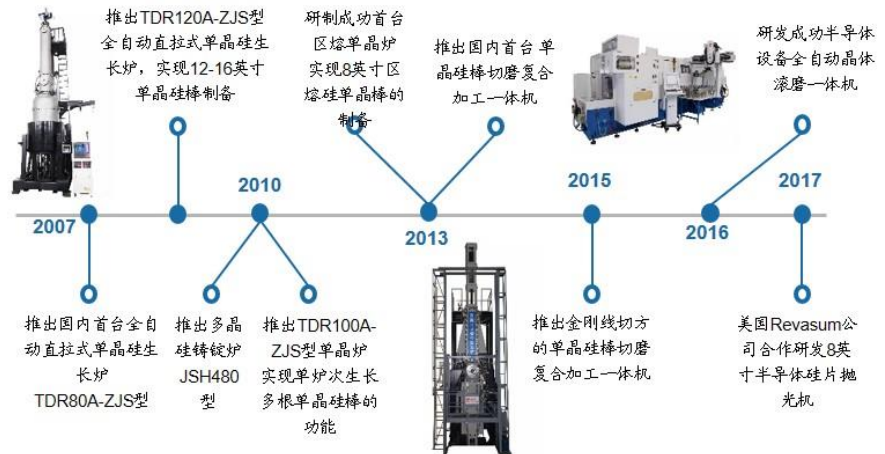 推出TDR120A-ZJS型
全自动直拉式单晶硅生
长炉，实现12-16英寸
单晶硅棒制备
研制成功首台
区熔单晶炉
实现8英寸区
熔硅单晶棒的
制备
推出国内首台单
晶硅棒切磨复合
加工一体机
研发成功半导体
设备全自动晶体
滚磨一体机
2007
2010
2013
2015
2016
2017
推出国内首台全自
动直拉式单晶硅生
长炉
TDR80A-ZJS型
推出多晶
硅铸锭炉
JSH480
型
推出TDR100A-
ZJS型单晶炉
实现单炉次生长
多根单晶硅棒的
功能
推出金刚线切方
的单晶硅棒切磨
复合加工一体机
美国Revasum公
司合作研发8英
寸半导体硅片抛
光机